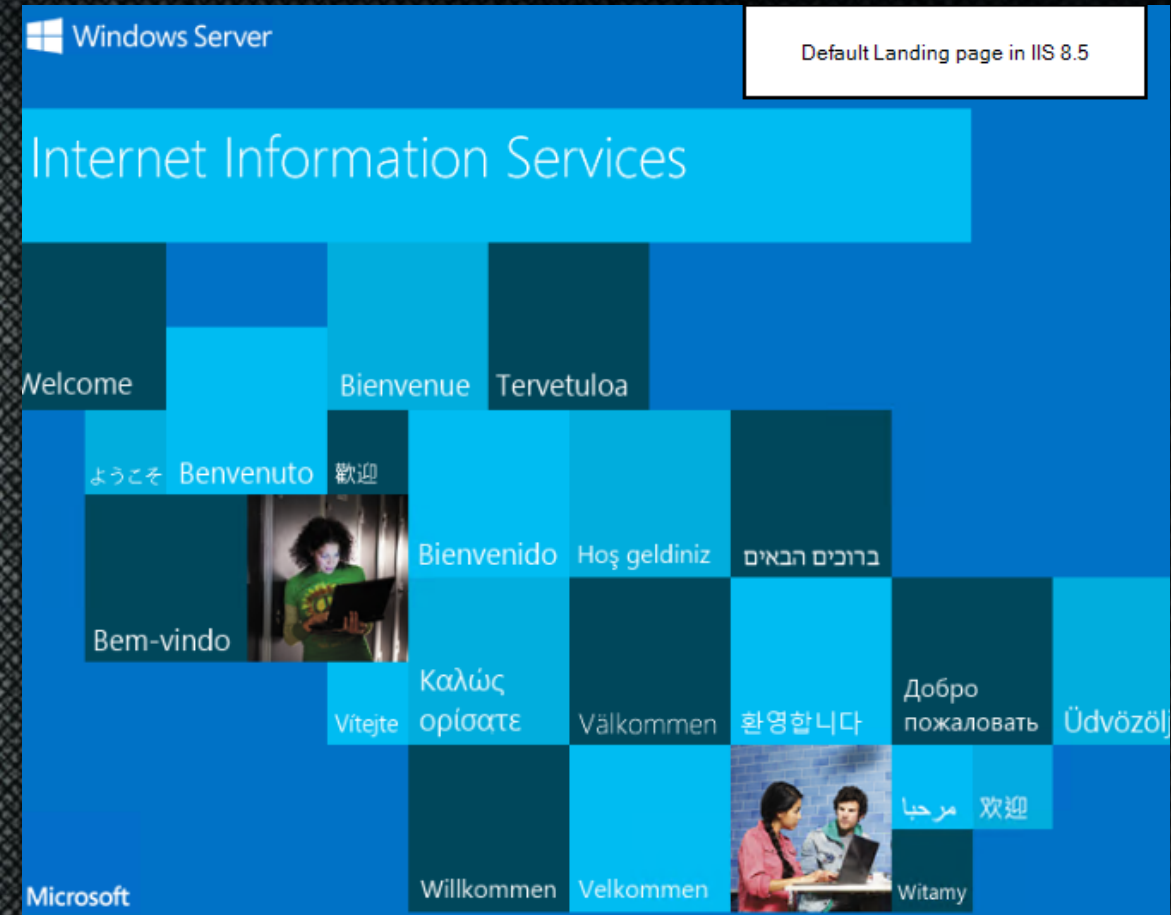 Windows Server
Default Landing page in IIS 8.5
Internet Information Services
Welcome
Bienvenue
Tervetuloa
ようこそ
Benvenuto
歡迎
Bienvenido
Hoş geldiniz
ברוכים הבאים
Bem-vindo
Vítejte
Καλώς
ορίσατε
Välkommen
환영합니다
Добро
пожаловать
Üdvözölj
مرحبا
欢迎
Willkommen
Velkommen
Witamy
Microsoft